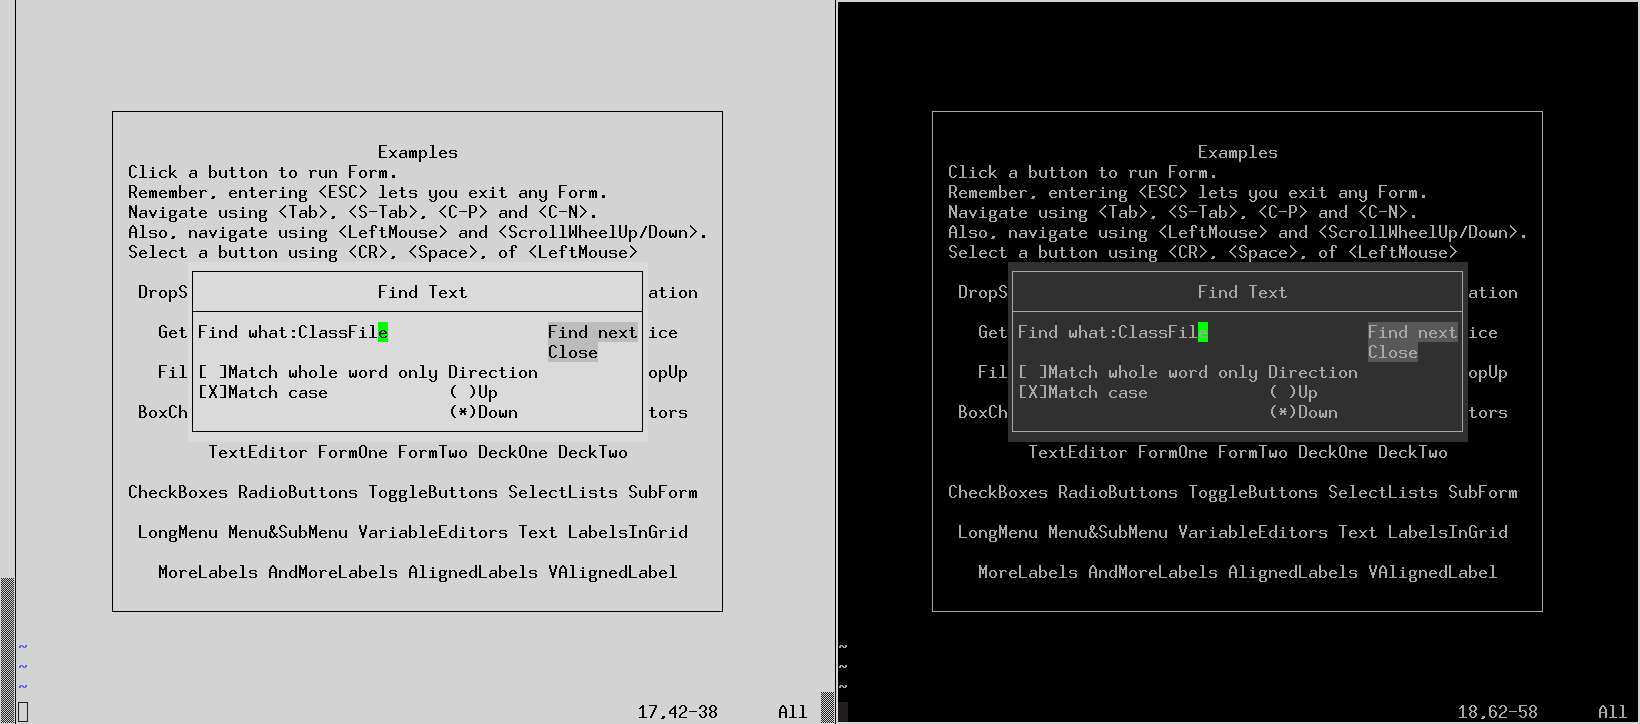 Examples
Click a button to run Form.
Remember, entering <ESC> lets you exit any Form.
Navigate using <Tab>, <S-Tab>, <C-P> and <C-N>.
Also, navigate using <LeftMouse> and <ScrollWheelUp/Down>.
Select a button using <CR>, <Space>, of <LeftMouse>
DropS Find Text ation
Get Find what:ClassFile Find next ice
Close
Fil [ ]Match whole word only Direction opUp
[X]Match case ( )Up
BoxCh (*)Down tors
TextEditor FormOne FormTwo DeckOne DeckTwo
CheckBoxes RadioButtons ToggleButtons SelectLists SubForm
LongMenu Menu&SubMenu VariableEditors Text LabelsInGrid
MoreLabels AndMoreLabels AlignedLabels VAlignedLabel
~
~
~
17,42-38 All
Examples
Click a button to run Form.
Remember, entering <ESC> lets you exit any Form.
Navigate using <Tab>, <S-Tab>, <C-P> and <C-N>.
Also, navigate using <LeftMouse> and <ScrollWheelUp/Down>.
Select a button using <CR>, <Space>, of <LeftMouse>
DropS Find Text ation
Get Find what:ClassFile Find next ice
Close
Fil [ ]Match whole word only Direction opUp
[X]Match case ( )Up
BoxCh (*)Down tors
TextEditor FormOne FormTwo DeckOne DeckTwo
CheckBoxes RadioButtons ToggleButtons SelectLists SubForm
LongMenu Menu&SubMenu VariableEditors Text LabelsInGrid
MoreLabels AndMoreLabels AlignedLabels VAlignedLabel
~
~
~
18,62-58 All